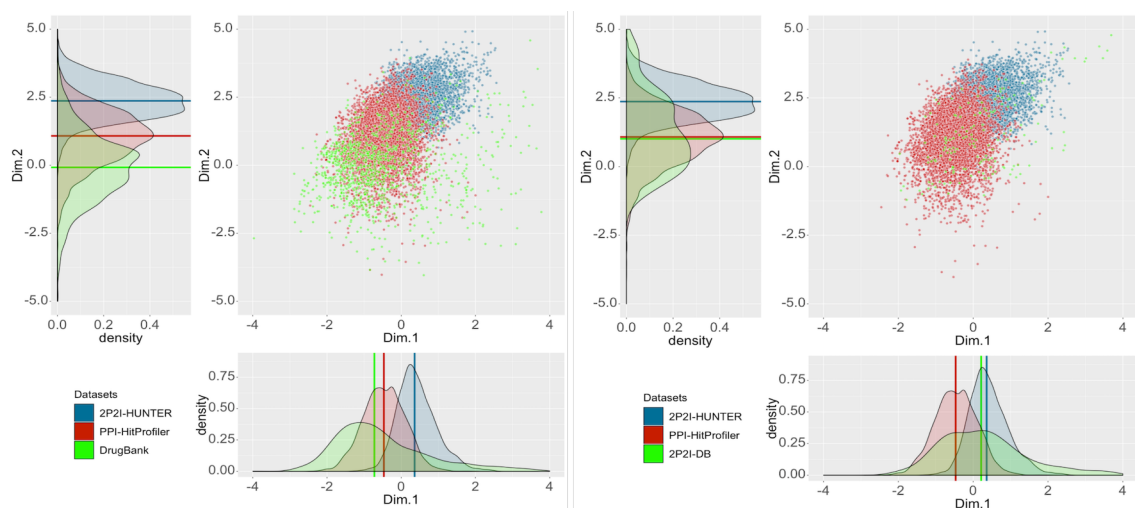 5.0
2.5
0.0
-2.5
-5.0
Dim.2
0.0 0.2 0.4
density
5.0
2.5
0.0
-2.5
-5.0
Dim.2
-4 -2 0 2 4
Dim.1
Datasets
2P2I-HUNTER
PPI-HitProfiler
DrugBank
0.75
0.50
0.25
0.00
density
-4 -2 0 2 4
Dim.1
5.0
2.5
0.0
-2.5
-5.0
Dim.2
0.0 0.2 0.4
density
5.0
2.5
0.0
-2.5
-5.0
Dim.2
-4 -2 0 2 4
Dim.1
Datasets
2P2I-HUNTER
PPI-HitProfiler
2P2I-DB
0.75
0.50
0.25
0.00
density
-4 -2 0 2 4
Dim.1